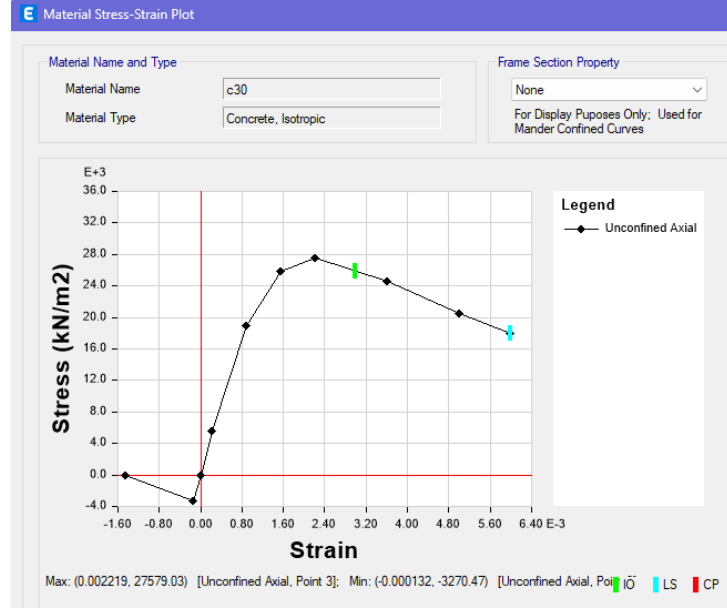 E Material Stress-Strain Plot
Material Name and Type
Material Name c30
Material Type Concrete, Isotropic
Frame Section Property
None
For Display Puposes Only; Used for
Mander Confined Curves
E+3
36.0
32.0
28.0
24.0
20.0
16.0
12.0
8.0
4.0
0.0
-4.0
Stress (kN/m2)
-1.60 -0.80 0.00 0.80 1.60 2.40 3.20 4.00 4.80 5.60 6.40 E-3
Strain
Legend
Unconfined Axial
Max: (0.002219, 27579.03) [Unconfined Axial, Point 3]; Min: (-0.000132, -3270.47) [Unconfined Axial, IO LS CP